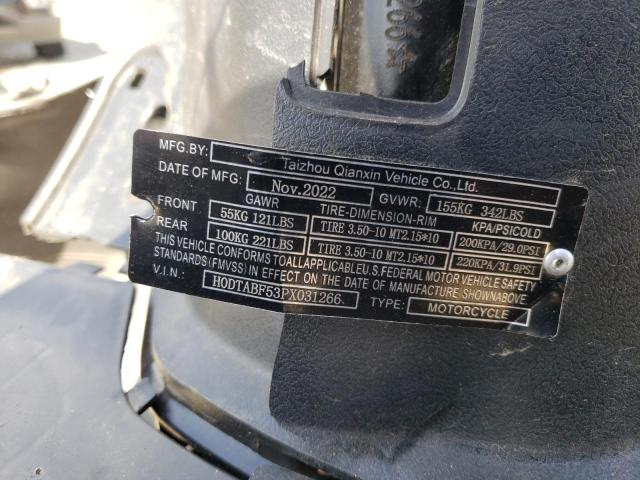 266*
MFG.BY: Taizhou Qianxin Vehicle Co.,Ltd.
DATE OF MFG.: Nov.2022 GVWR: 155KG 342LBS
GAWR TIRE-DIMENSION-RIM KPA/PSICOLD
FRONT 55KG 121LBS TIRE 3.50-10 MT2.15*10 200KPA/29.0PSI
REAR 100KG 221LBS TIRE 3.50-10 MT2.15*10 220KPA/31.9PSI
THIS VEHICLE CONFORMS TOALLAPPLICABLEU.S.FEDERAL MOTOR VEHICLE SAFETY
STANDARDS (FMVSS) IN EFFECT ON THE DATE OF MANUFACTURE SHOWNABOVE
V.I.N: H0DTABF53PX031266. TYPE: MOTORCYCLE